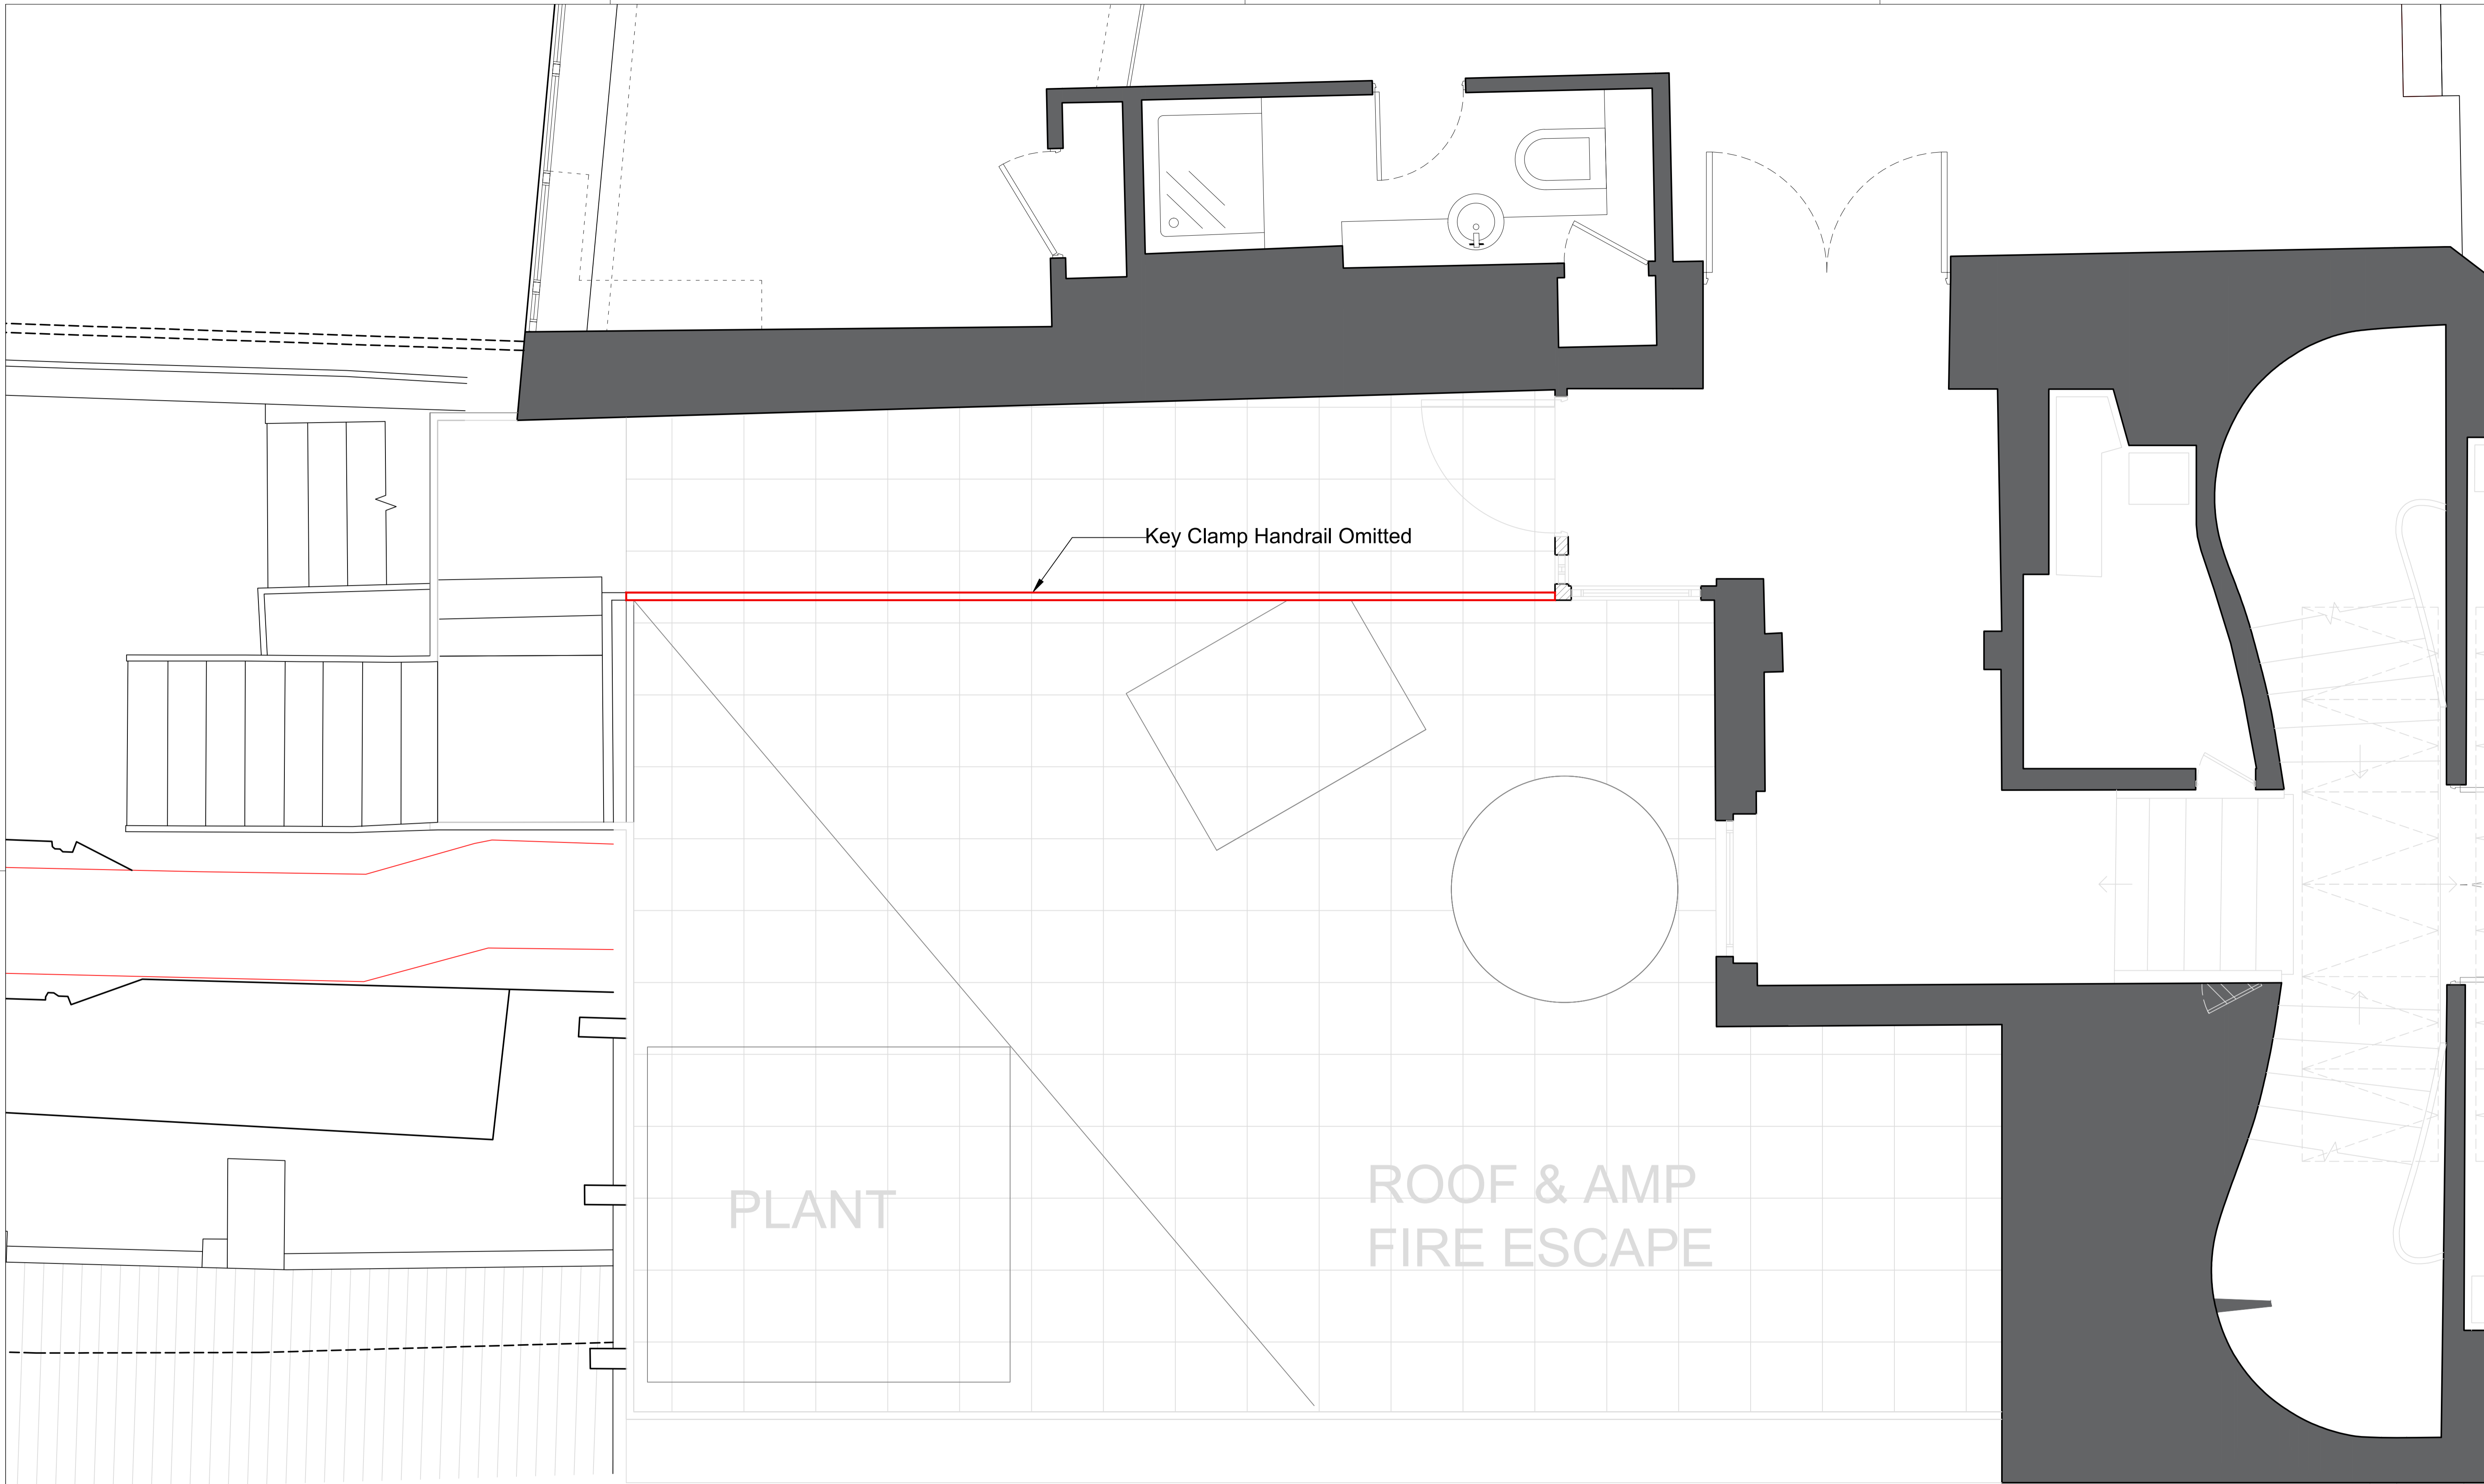 Key Clamp Handrail Omitted
PLANT
ROOF & AMP
FIRE ESCAPE